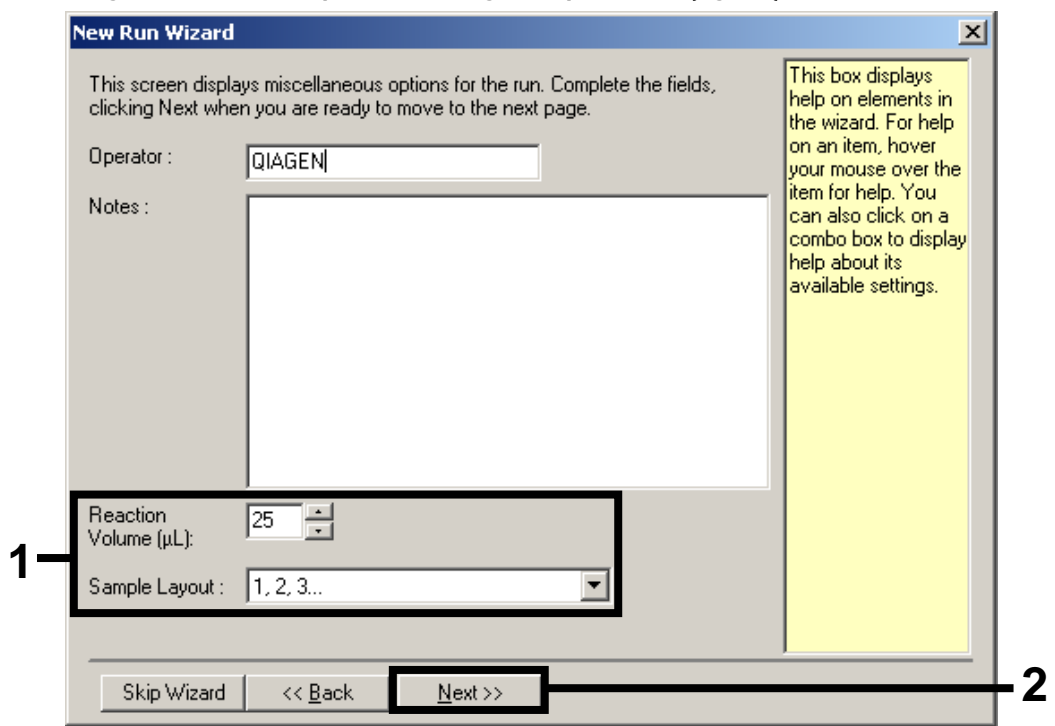 New Run Wizard
This screen displays miscellaneous options for the run. Complete the fields,
clicking Next when you are ready to move to the next page.
Operator :
QIAGEN
Notes :
This box displays
help on elements in
the wizard. For help
on an item, hover
your mouse over the
item for help. You
can also click on a
combo box to display
help about its
available settings.
Reaction
Volume (μL):
25
1
Sample Layout :
1, 2, 3...
Skip Wizard
<< Back
Next >>
2